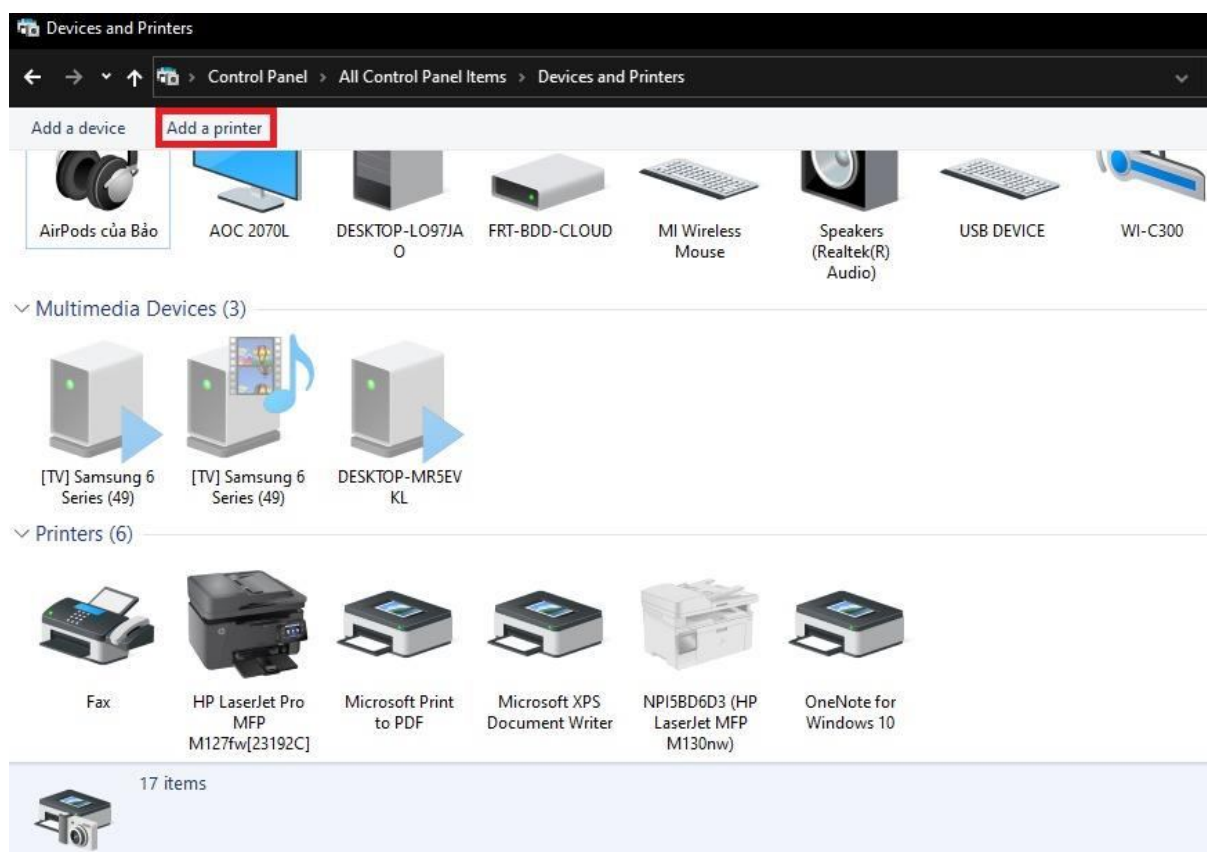 Devices and Printers
Control Panel > All Control Panel Items > Devices and Printers
Add a device Add a printer
AirPods của Bảo AOC 2070L DESKTOP-LO97JA FRT-BDD-CLOUD MI Wireless Speakers USB DEVICE WI-C300
O Mouse (Realtek(R)
Audio)
Multimedia Devices (3)
[TV] Samsung 6 [TV] Samsung 6 DESKTOP-MR5EV
Series (49) Series (49) KL
Printers (6)
Fax HP LaserJet Pro Microsoft Print Microsoft XPS NPI5BD6D3 (HP OneNote for
MFP to PDF Document Writer LaserJet MFP Windows 10
M127fw[23192C] M130nw)
17 items